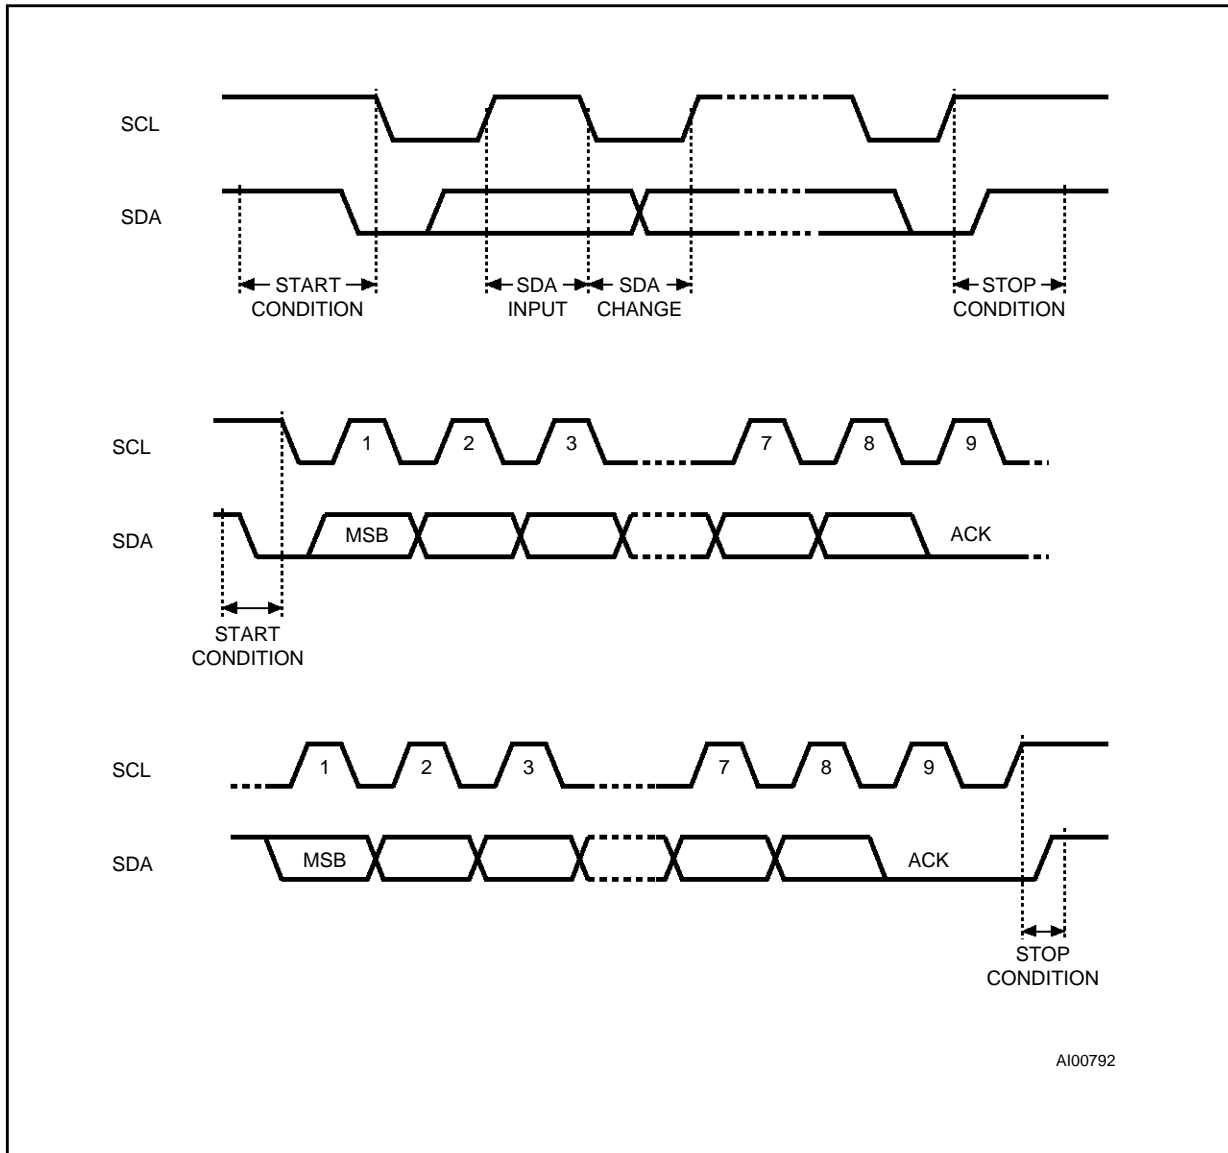 SCL
SDA
START
CONDITION
SDA
INPUT
SDA
CHANGE
STOP
CONDITION
SCL
1 2 3 7 8 9
SDA
MSB
ACK
START
CONDITION
SCL
1 2 3 7 8 9
SDA
MSB
ACK
STOP
CONDITION
AI00792